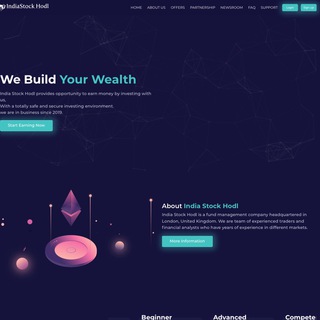 IndiaStock Hodl
HOME ABOUT US OFFERS PARTNERSHIP NEWSROOM FAQ SUPPORT
We Build Your Wealth
India Stock Hodl provides opportunity to earn money by investing with
us,
With a totally safe and secure investing environment.
we are in business since 2019.
Start Earning Now
About India Stock Hodl
India Stock Hodl is a fund management company headquartered in
London, United Kingdom. We are team of experienced traders and
financial analysts who have years of experience in different markets.
More Information
Beginner Advanced Compete